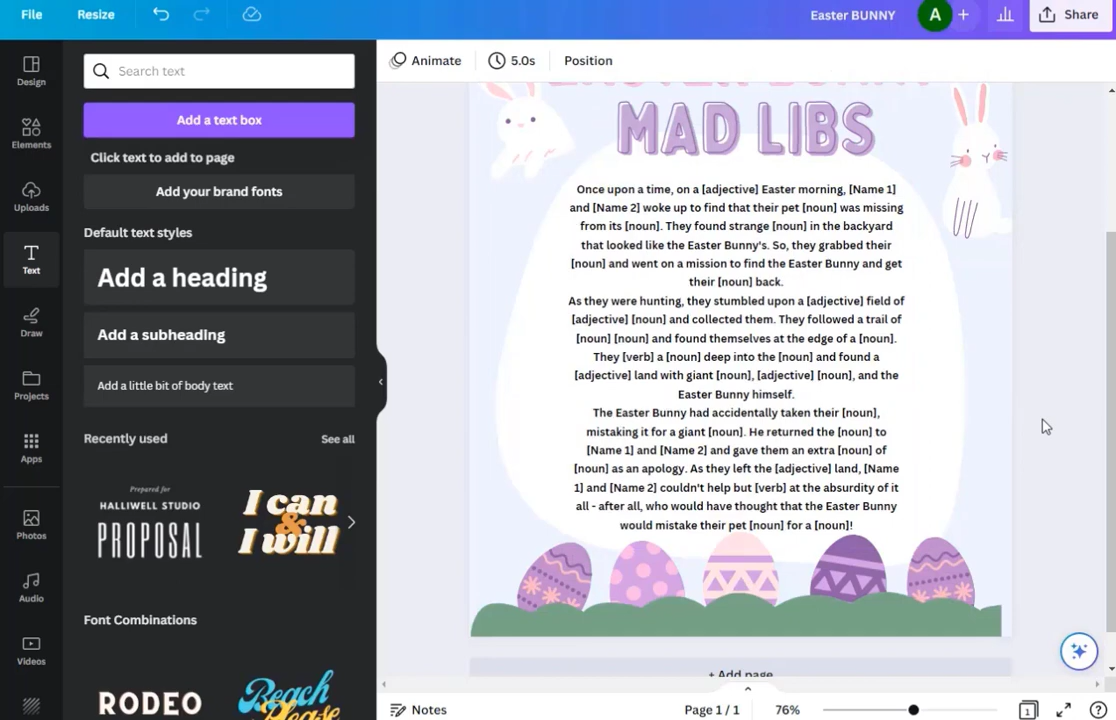 File
Resize
Easter BUNNY
A
+
Share
Design
Elements
Uploads
Text
Draw
Projects
Apps
Photos
Audio
Videos
Search text
Add a text box
Click text to add to page
Add your brand fonts
Default text styles
Add a heading
Add a subheading
Add a little bit of body text
Recently used
See all
Prepared for
HALLIWELL STUDIO
PROPOSAL
I can
&
I will
Font Combinations
RODEO
Beach
Please
Animate
5.0s
Position
EASTER BUNNY
MAD LIBS
Once upon a time, on a [adjective] Easter morning, [Name 1]
and [Name 2] woke up to find that their pet [noun] was missing
from its [noun]. They found strange [noun] in the backyard
that looked like the Easter Bunny's. So, they grabbed their
[noun] and went on a mission to find the Easter Bunny and get
their [noun] back.
As they were hunting, they stumbled upon a [adjective] field of
[adjective] [noun] and collected them. They followed a trail of
[noun] [noun] and found themselves at the edge of a [noun].
They [verb] a [noun] deep into the [noun] and found a
[adjective] land with giant [noun], [adjective] [noun], and the
Easter Bunny himself.
The Easter Bunny had accidentally taken their [noun],
mistaking it for a giant [noun]. He returned the [noun] to
[Name 1] and [Name 2] and gave them an extra [noun] of
[noun] as an apology. As they left the [adjective] land, [Name
1] and [Name 2] couldn't help but [verb] at the absurdity of it
all - after all, who would have thought that the Easter Bunny
would mistake their pet [noun] for a [noun]!
+ Add page
Notes
Page 1 / 1
76%
1
?